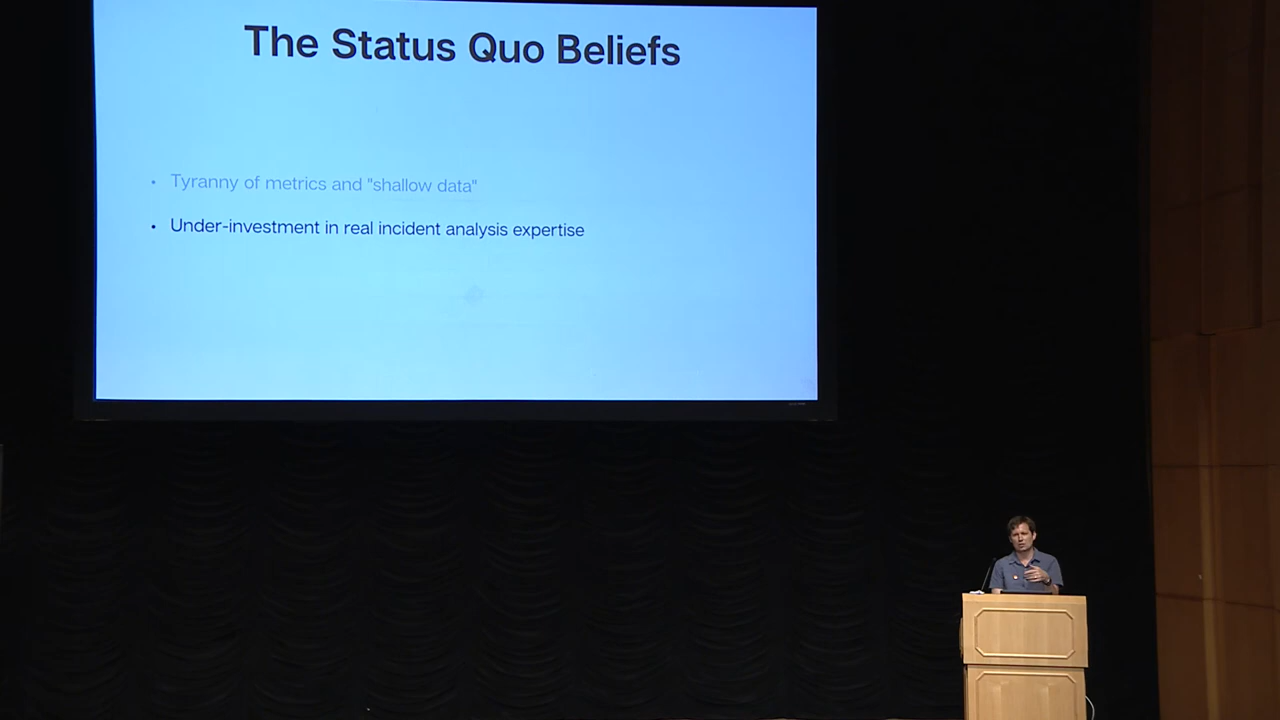 The Status Quo Beliefs
• Tyranny of metrics and "shallow data"
• Under-investment in real incident analysis expertise